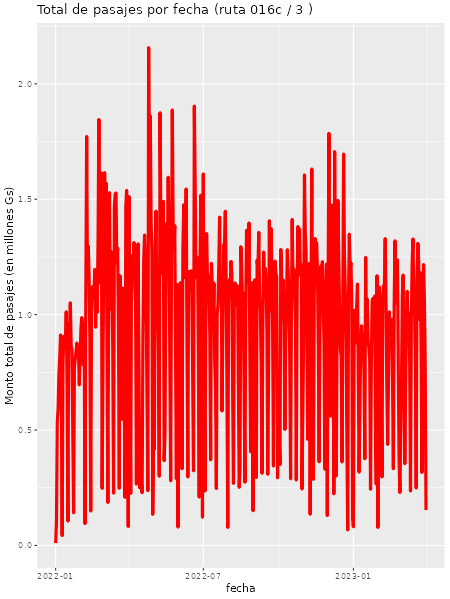 Total de pasajes por fecha (ruta 016c / 3 )
Monto total de pasajes (en millones Gs)
2.0
1.5
1.0
0.5
0.0
2022-01
2022-07
2023-01
fecha